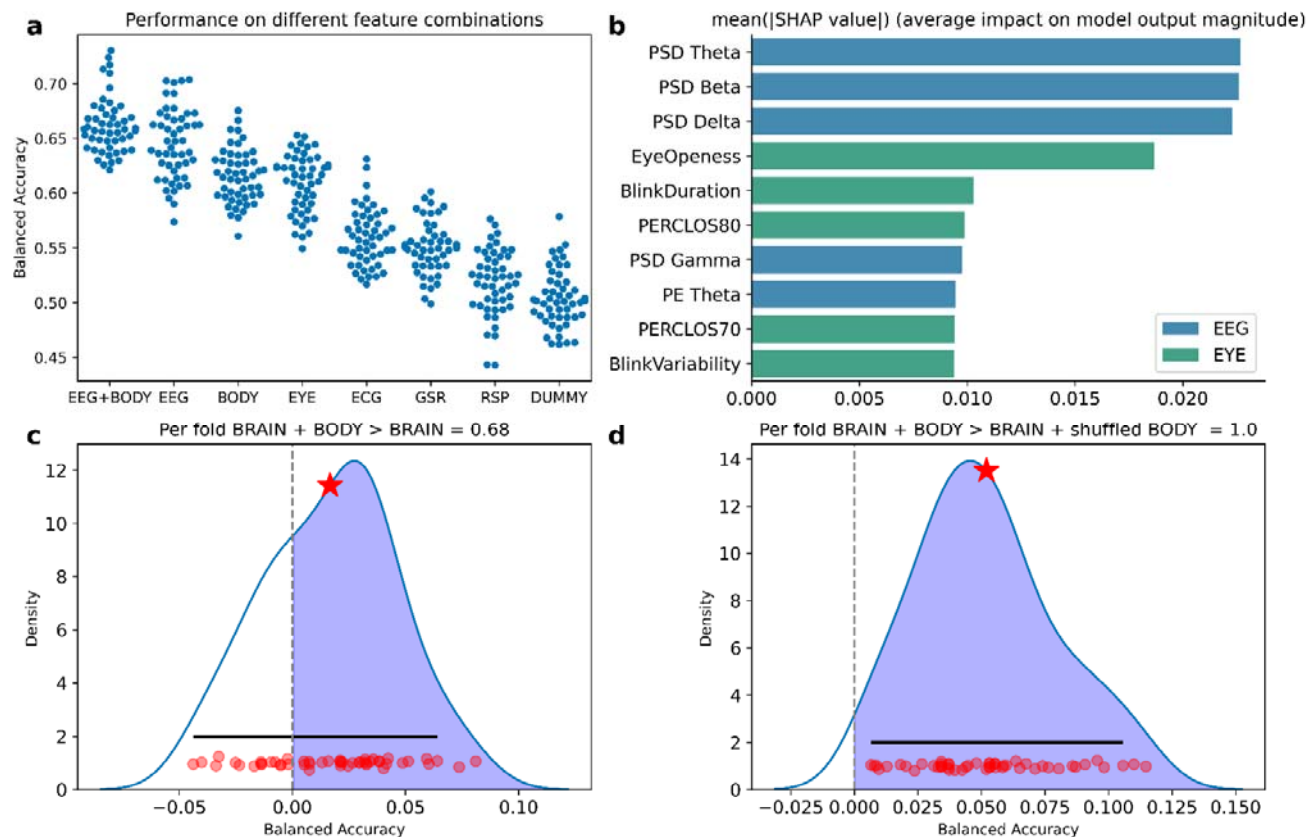 a
Performance on different feature combinations
Balanced Accuracy
0.70
0.65
0.60
0.55
0.50
0.45
EEG+BODY EEG BODY EYE ECG GSR RSP DUMMY
b
mean(|SHAP value|) (average impact on model output magnitude)
PSD Theta
PSD Beta
PSD Delta
EyeOpeness
BlinkDuration
PERCLOS80
PSD Gamma
PE Theta
PERCLOS70
BlinkVariability
EEG
EYE
0.000 0.005 0.010 0.015 0.020
c
Per fold BRAIN + BODY > BRAIN = 0.68
Density
12
10
8
6
4
2
0
−0.05 0.00 0.05 0.10
Balanced Accuracy
d
Per fold BRAIN + BODY > BRAIN + shuffled BODY = 1.0
Density
14
12
10
8
6
4
2
0
−0.025 0.000 0.025 0.050 0.075 0.100 0.125 0.150
Balanced Accuracy